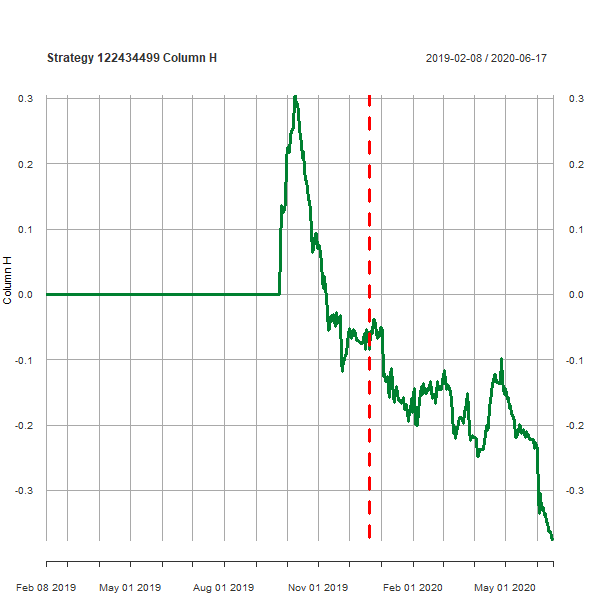 Strategy 122434499 Column H
2019-02-08 / 2020-06-17
0.3 0.3
0.2 0.2
0.1 0.1
Column H
0.0 0.0
-0.1 -0.1
-0.2 -0.2
-0.3 -0.3
Feb 08 2019 May 01 2019 Aug 01 2019 Nov 01 2019 Feb 01 2020 May 01 2020